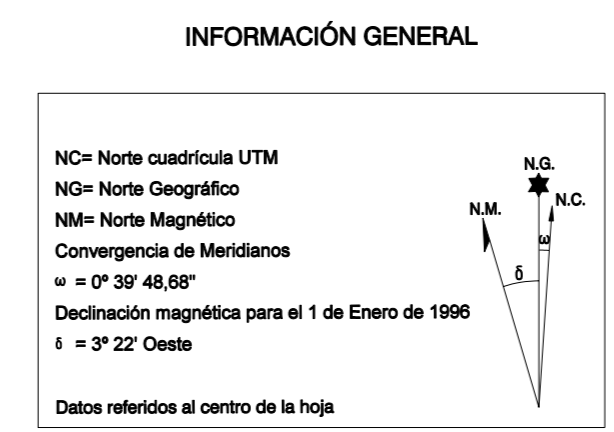 INFORMACIÓN GENERAL
NC= Norte cuadrícula UTM
NG= Norte Geográfico
NM= Norte Magnético
Convergencia de Meridianos
ω = 0º 39' 48,68"
Declinación magnética para el 1 de Enero de 1996
δ = 3º 22' Oeste
Datos referidos al centro de la hoja
N.G.
N.M.
N.C.
ω
δ